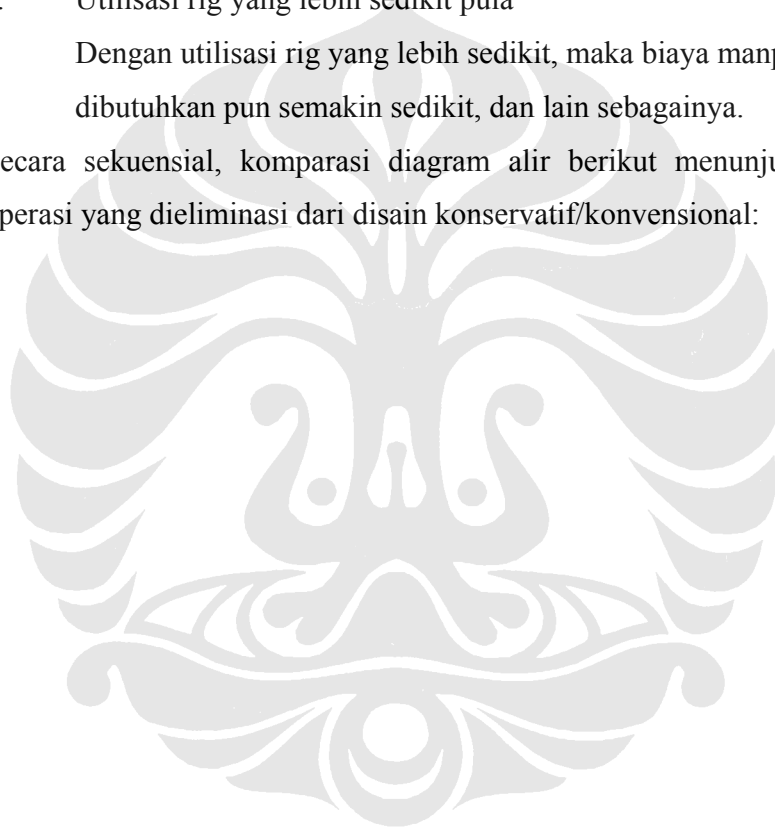 . Utilisasi rig yang lebih sedikit pula
Dengan utilisasi rig yang lebih sedikit, maka biaya
dibutuhkan pun semakin sedikit, dan lain sebagainya.
ecara sekuensial, komparasi diagram alir berikut
perasi yang dieliminasi dari disain konservatif/konvensional: